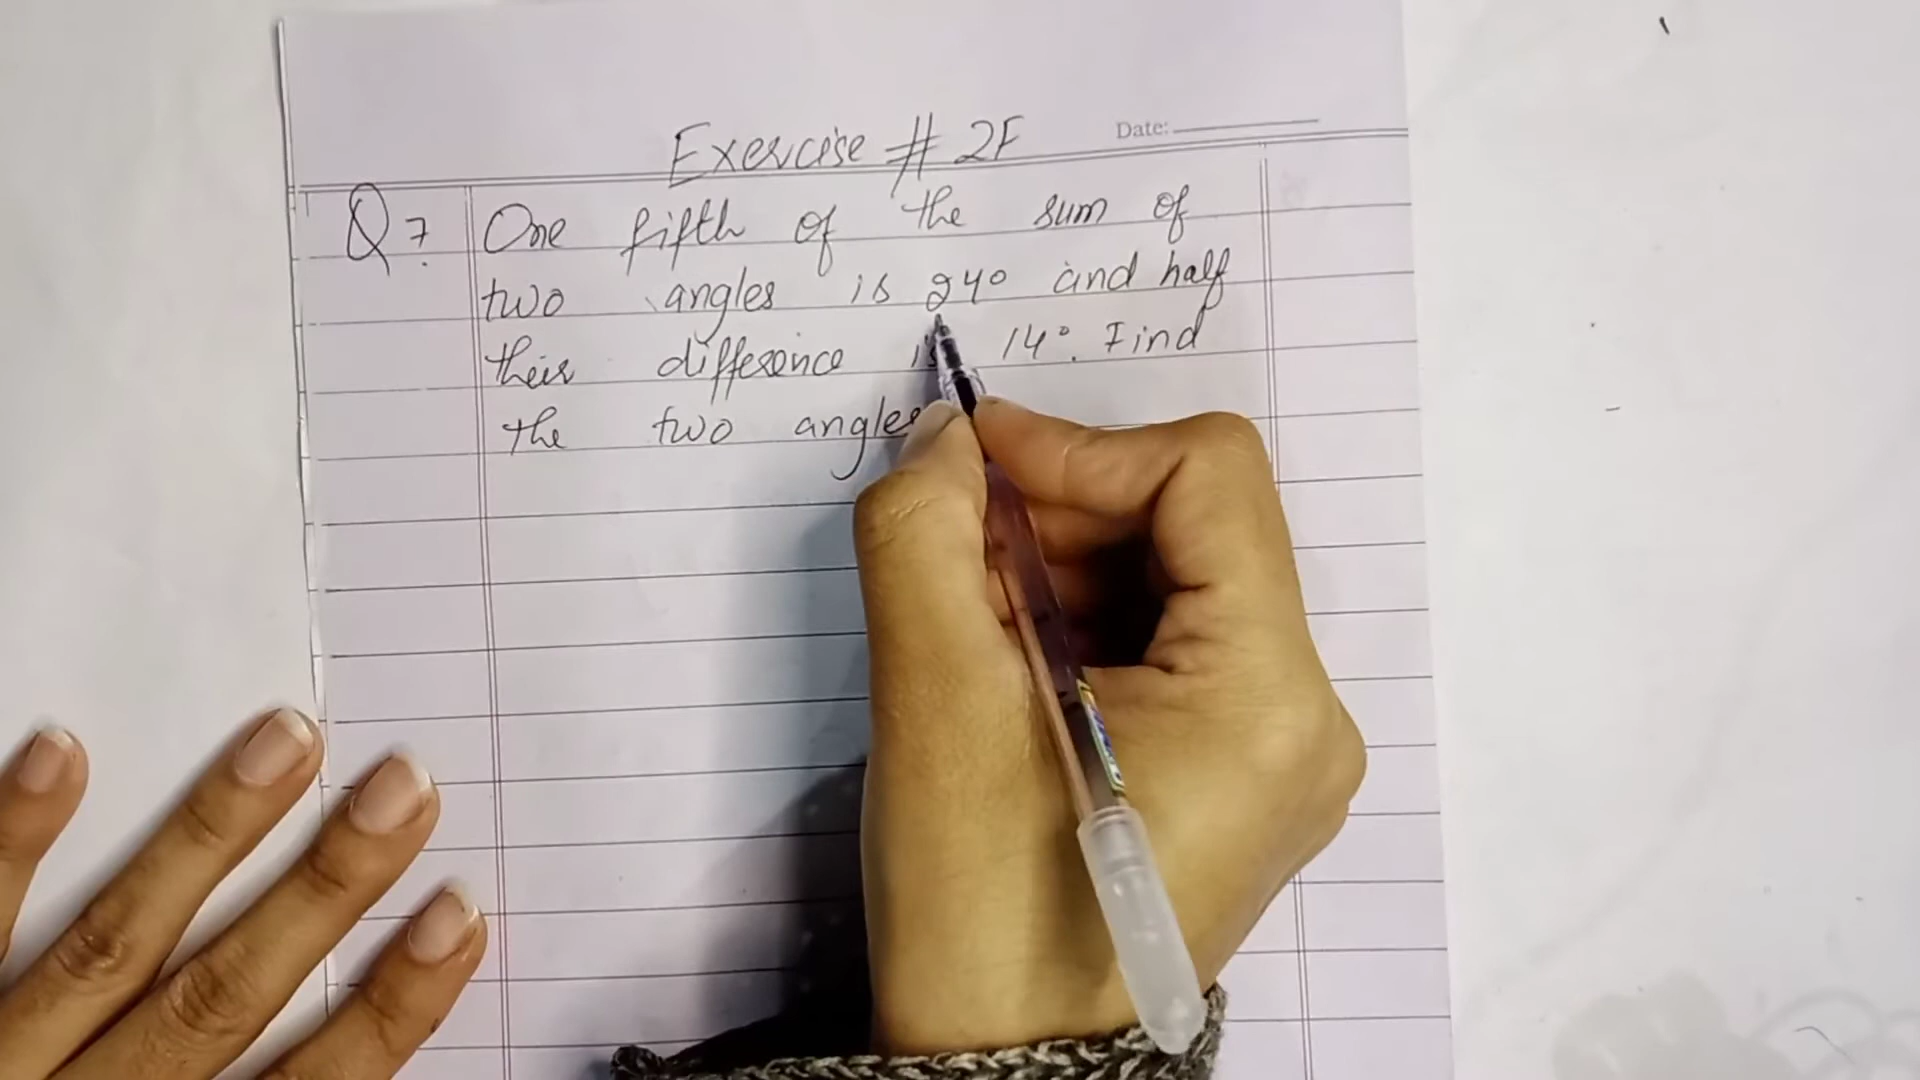 Exercise # 2F
Date:
Q7. One fifth of the sum of
two angles is 24° and half
their difference is 14°. Find
the two angles